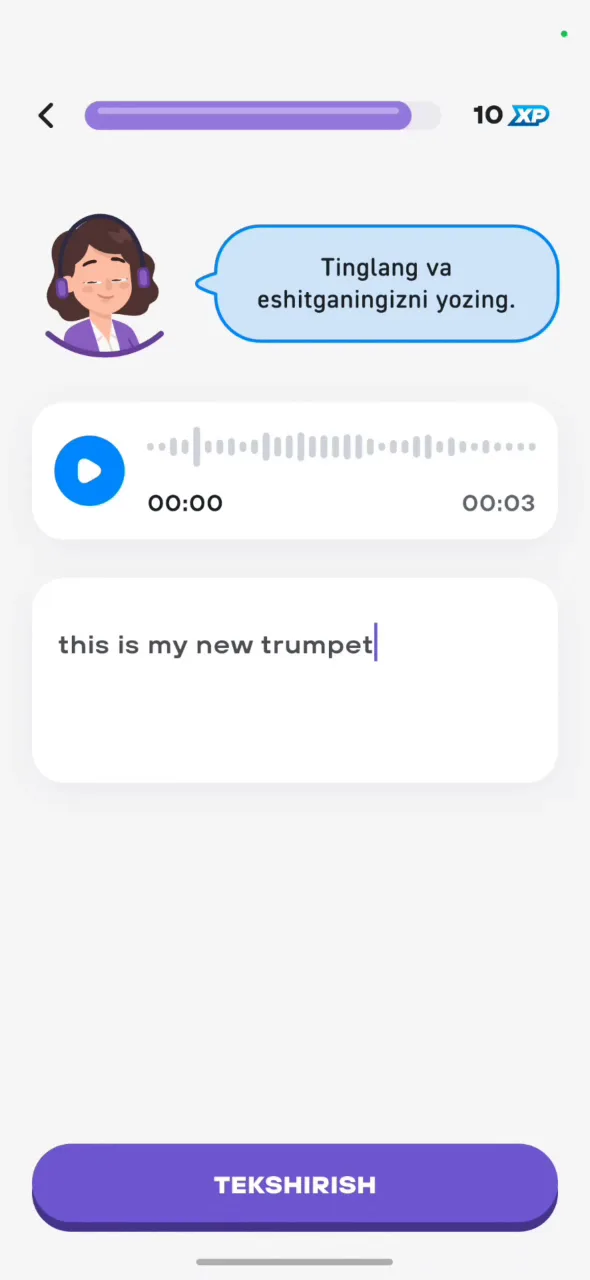 10 XP
Tinglang va
eshitganingizni yozing.
00:00
00:03
this is my new trumpet
TEKSHIRISH